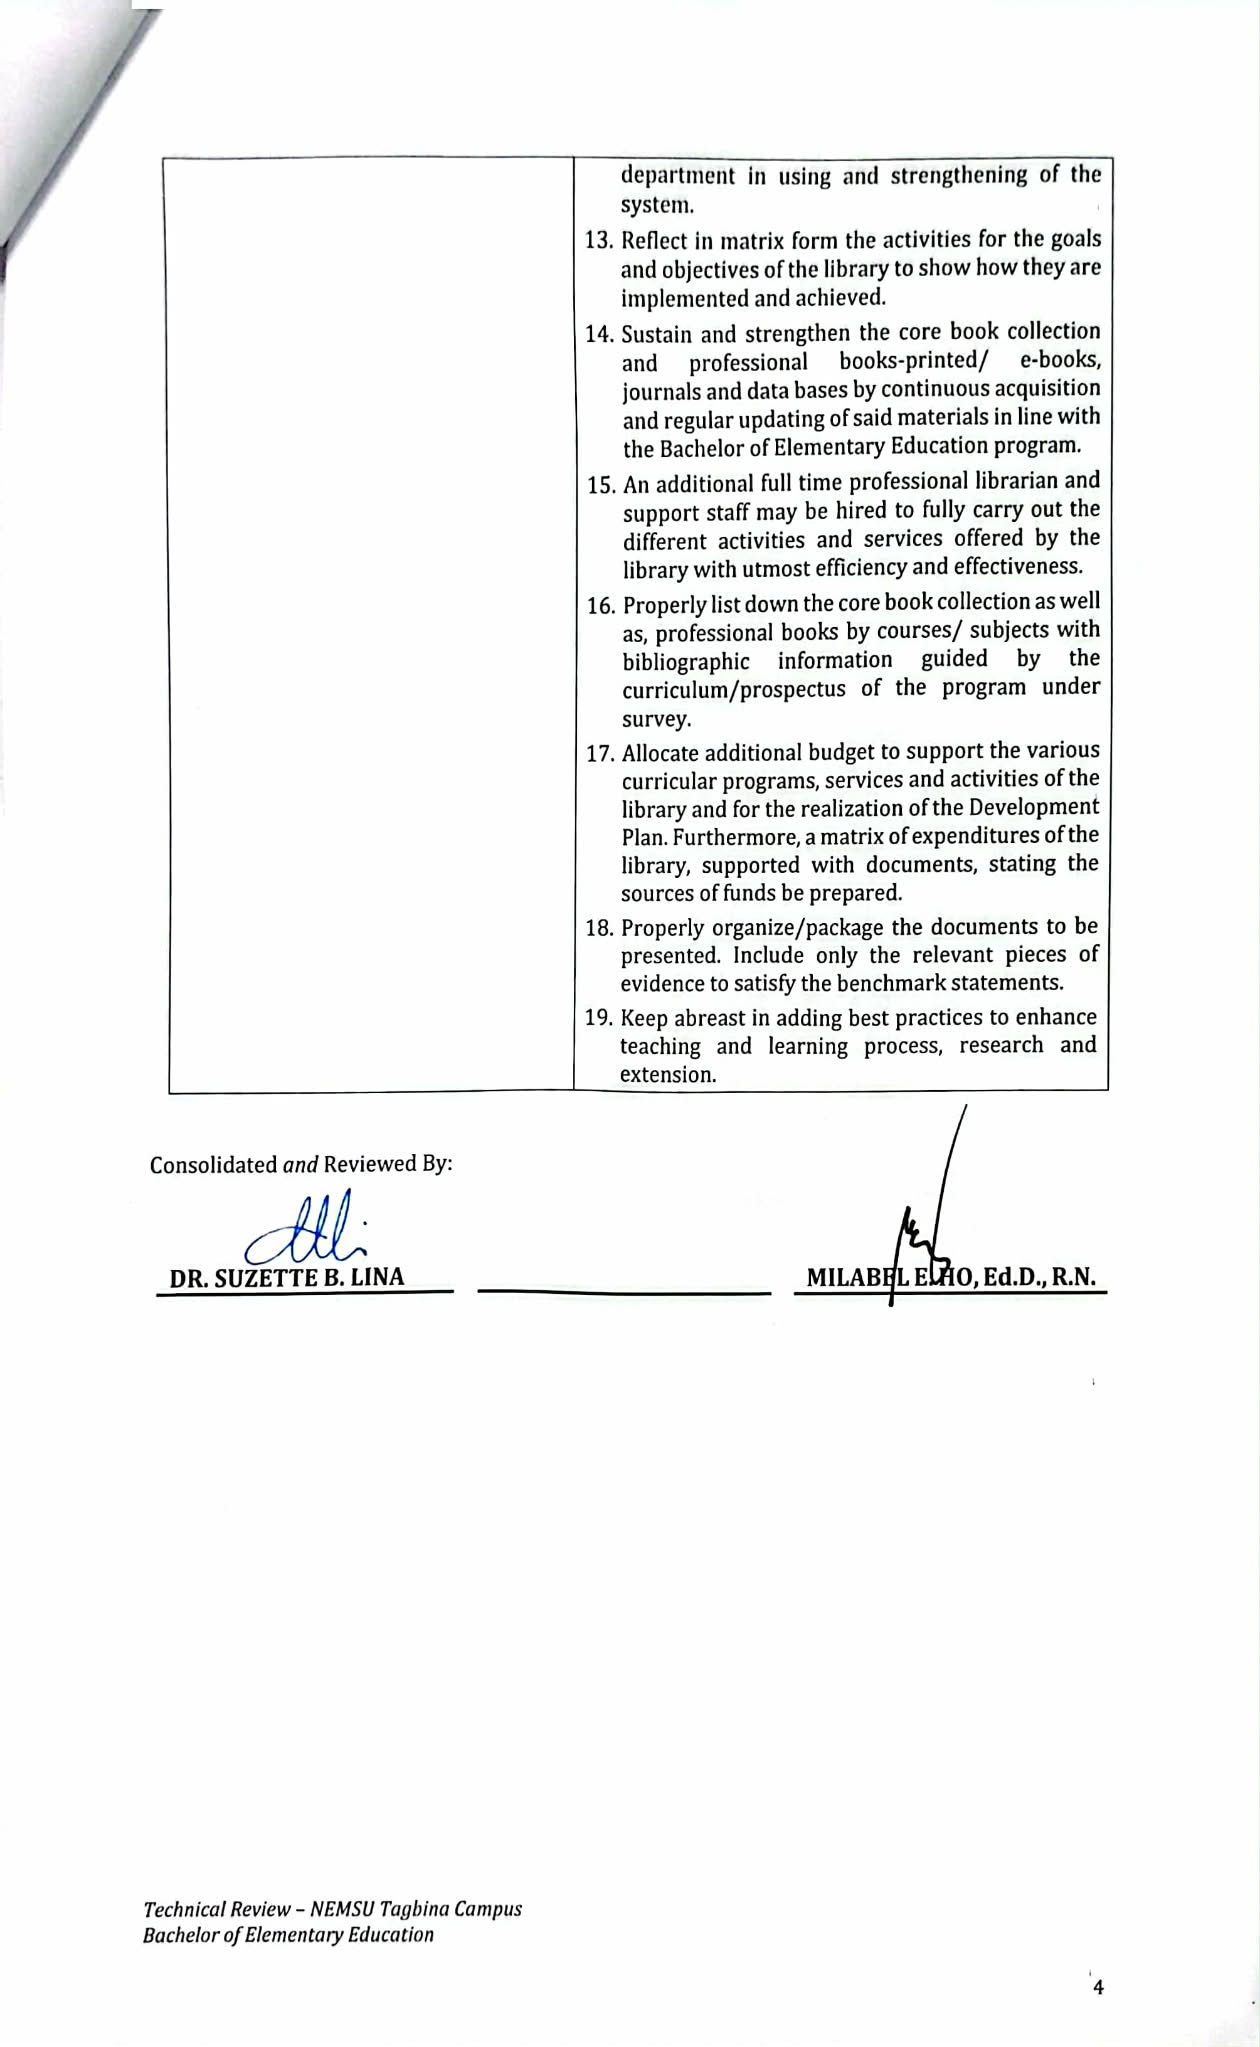 department in using and strengthening of the
system.
13. Reflect in matrix form the activities for the goals
and objectives of the library to show how they are
implemented and achieved.
14. Sustain and strengthen the core book collection
and professional books-printed/ e-books,
journals and data bases by continuous acquisition
and regular updating of said materials in line with
the Bachelor of Elementary Education program.
15. An additional full time professional librarian and
support staff may be hired to fully carry out the
different activities and services offered by the
library with utmost efficiency and effectiveness.
16. Properly list down the core book collection as well
as, professional books by courses/ subjects with
bibliographic information guided by the
curriculum/prospectus of the program under
survey.
17. Allocate additional budget to support the various
curricular programs, services and activities of the
library and for the realization of the Development
Plan. Furthermore, a matrix of expenditures of the
library, supported with documents, stating the
sources of funds be prepared.
18. Properly organize/package the documents to be
presented. Include only the relevant pieces of
evidence to satisfy the benchmark statements.
19. Keep abreast in adding best practices to enhance
teaching and learning process, research and
extension.
Consolidated and Reviewed By:
DR. SUZETTE B. LINA
MILABEL E. HO, Ed.D., R.N.
Technical Review – NEMSU Tagbina Campus
Bachelor of Elementary Education
4